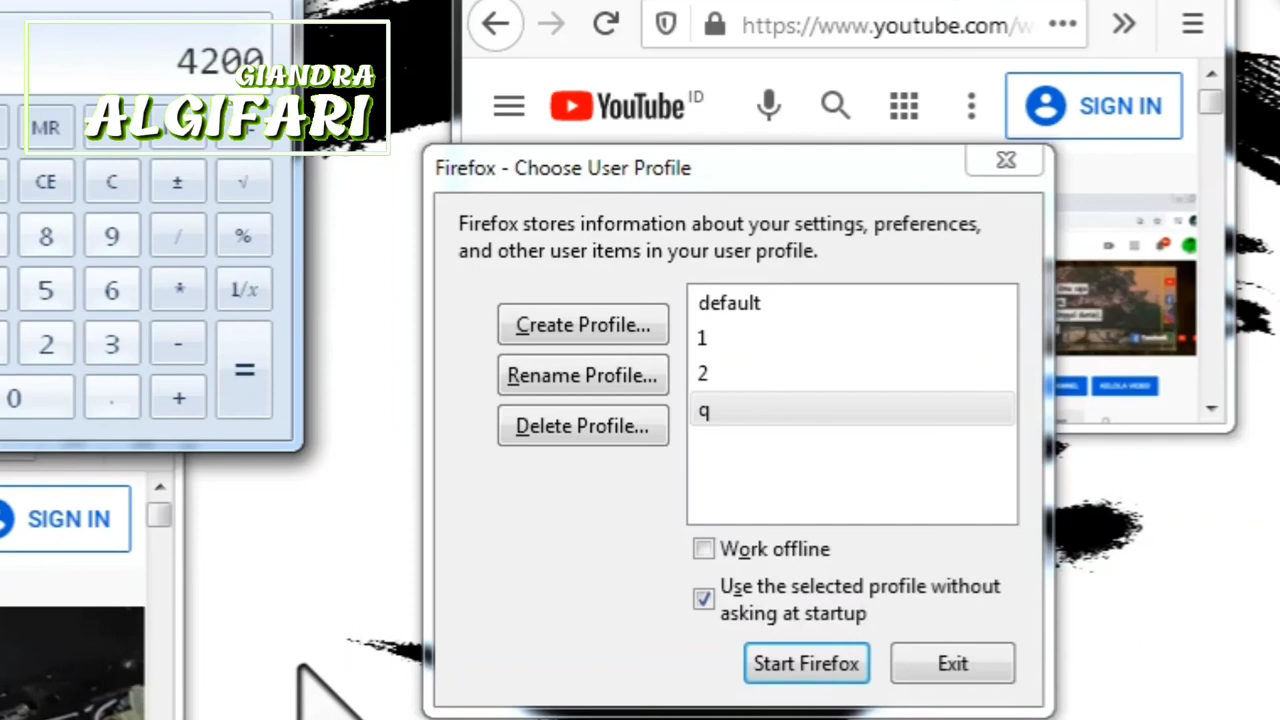 4200
GIANDRA
ALGIFARI
MR
CE
C
±
√
8
9
/
%
5
6
*
1/x
2
3
-
=
0
.
+
SIGN IN
https://www.youtube.com/w
YouTube ID
SIGN IN
KELOLA VIDEO
Firefox - Choose User Profile
Firefox stores information about your settings, preferences,
and other user items in your user profile.
Create Profile...
Rename Profile...
Delete Profile...
default
1
2
q
Work offline
Use the selected profile without
asking at startup
Start Firefox
Exit